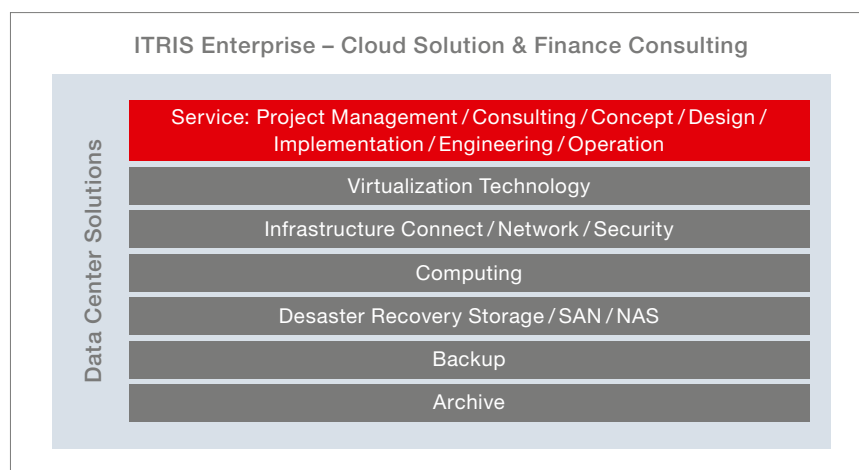 ITRIS Enterprise – Cloud Solution & Finance Consulting
Data Center Solutions
Service: Project Management / Consulting / Concept / Design /
Implementation / Engineering / Operation
Virtualization Technology
Infrastructure Connect / Network / Security
Computing
Desaster Recovery Storage / SAN / NAS
Backup
Archive